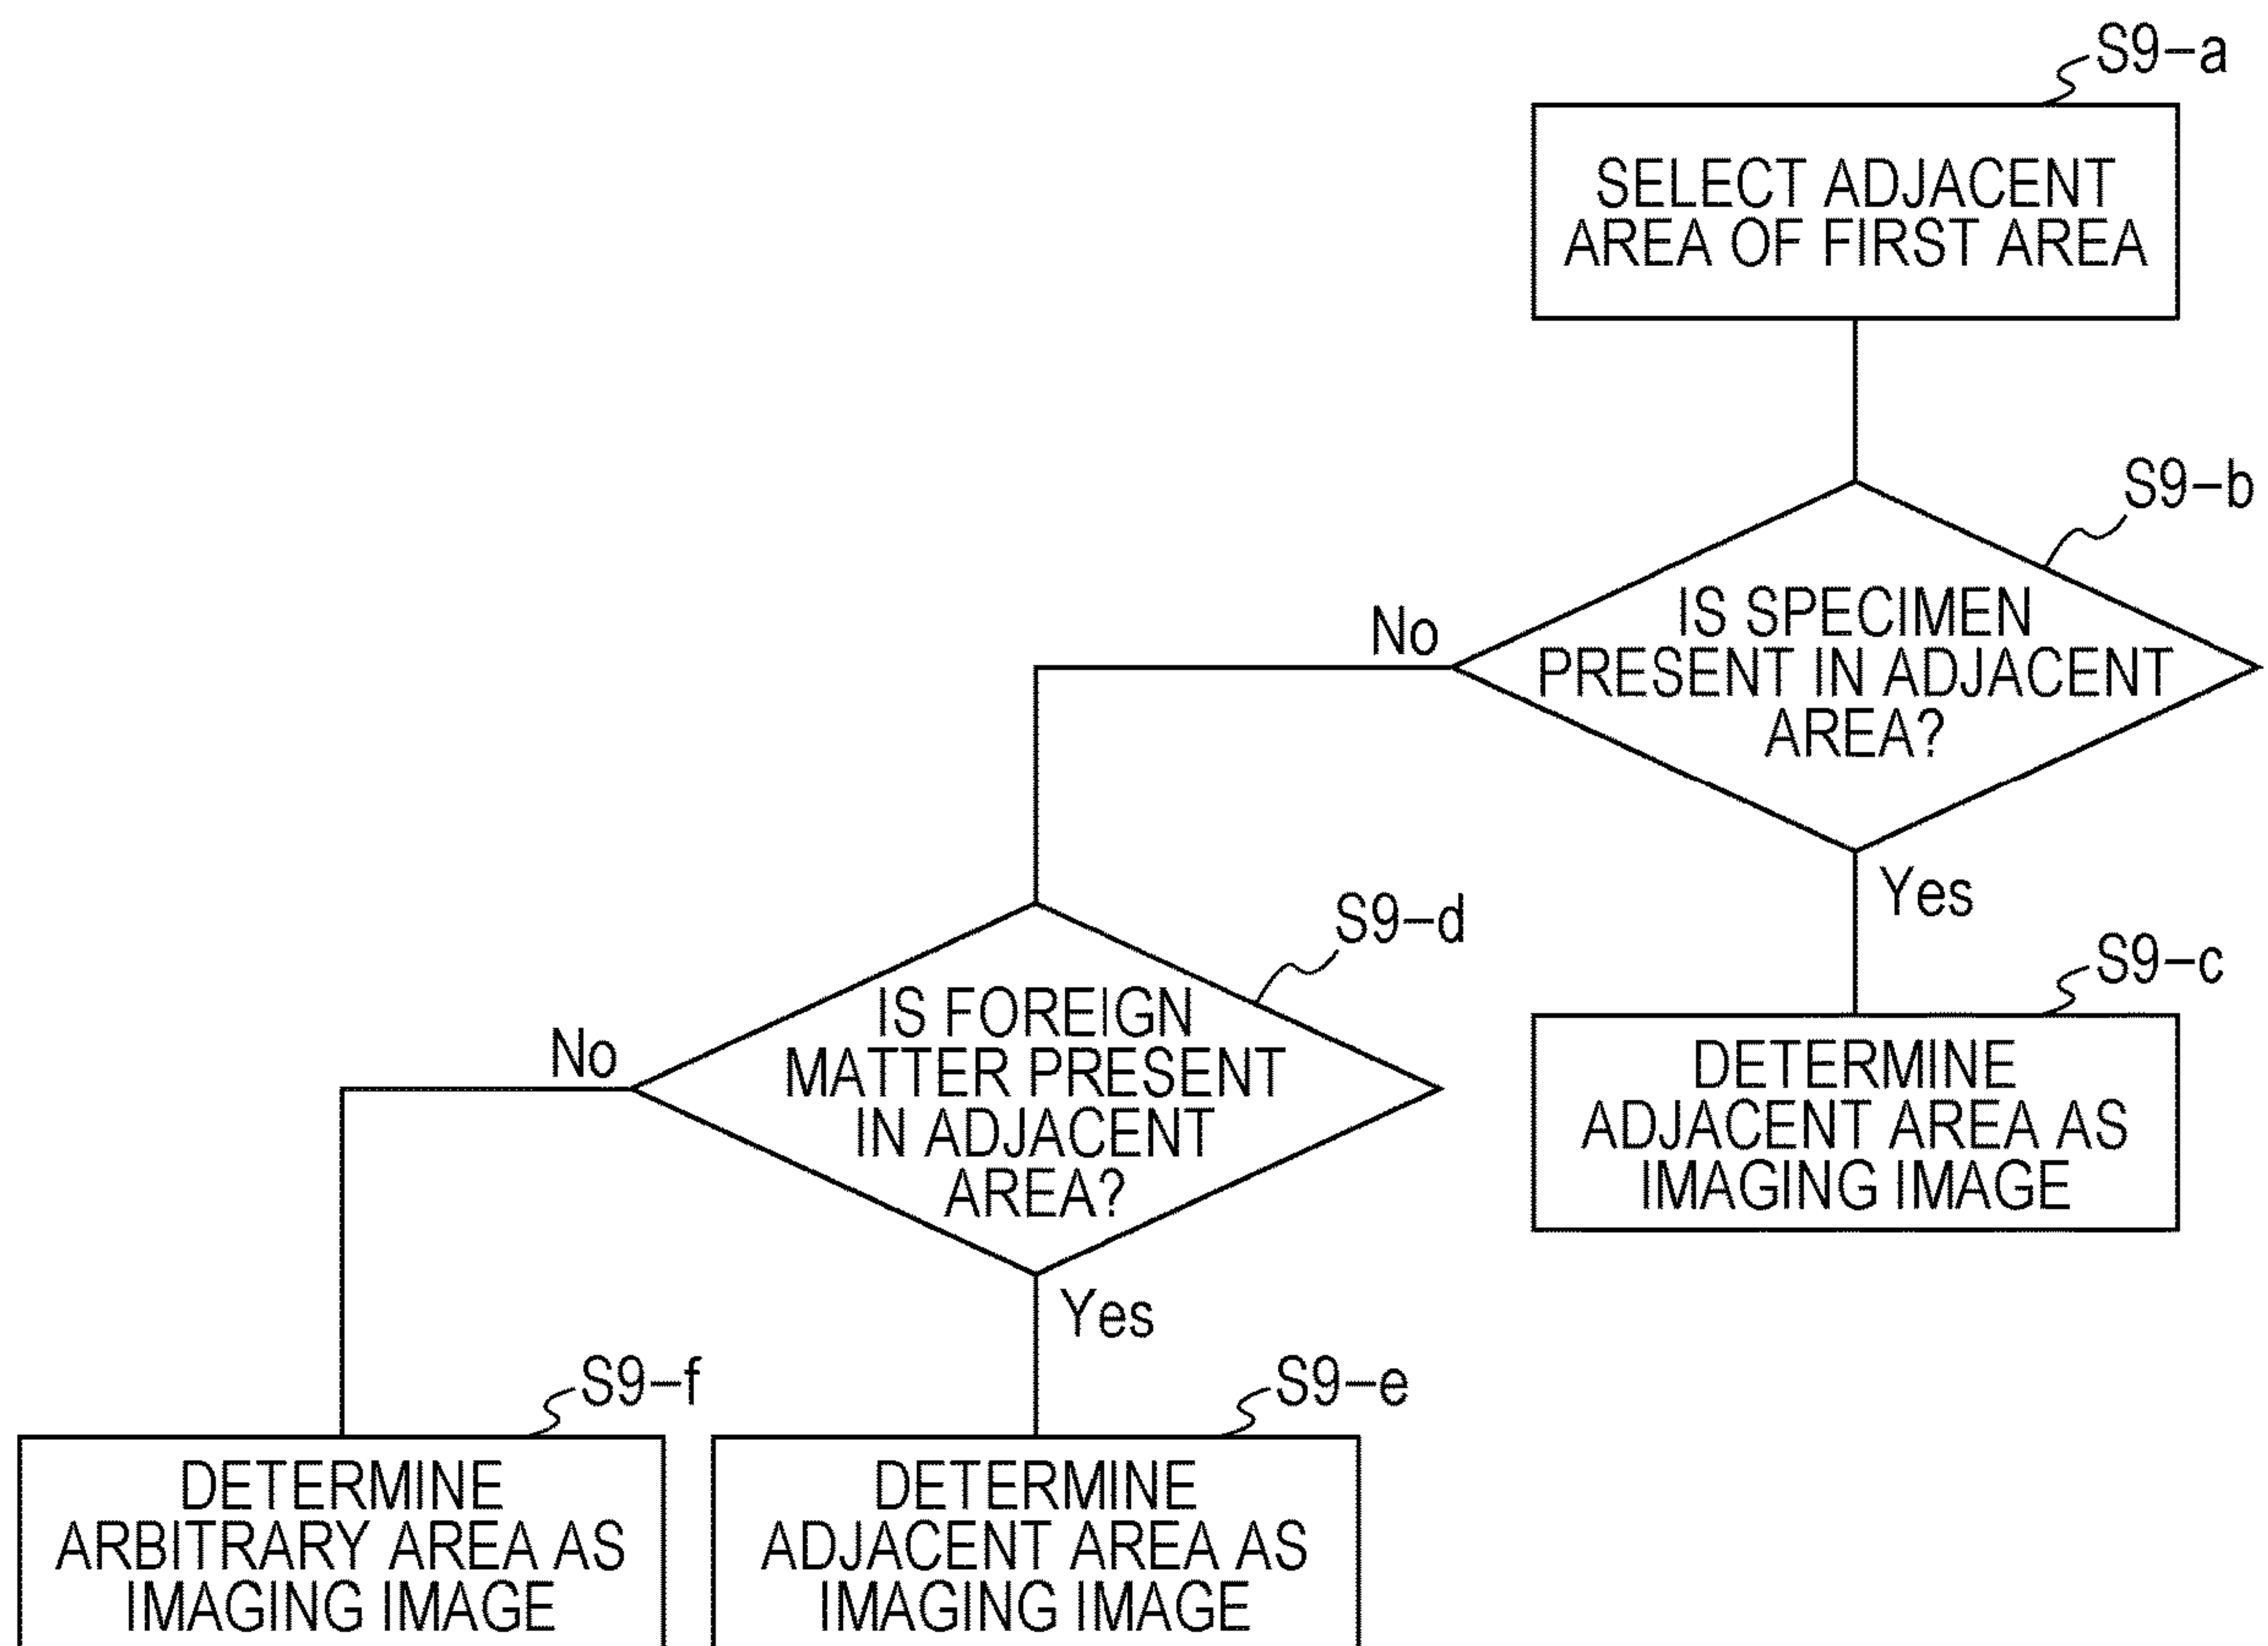 S9-a
SELECT ADJACENT
AREA OF FIRST AREA
S9-b
IS SPECIMEN
PRESENT IN ADJACENT
AREA?
No
Yes
S9-c
DETERMINE
ADJACENT AREA AS
IMAGING IMAGE
S9-d
IS FOREIGN
MATTER PRESENT
IN ADJACENT
AREA?
No
Yes
S9-e
DETERMINE
ADJACENT AREA AS
IMAGING IMAGE
S9-f
DETERMINE
ARBITRARY AREA AS
IMAGING IMAGE